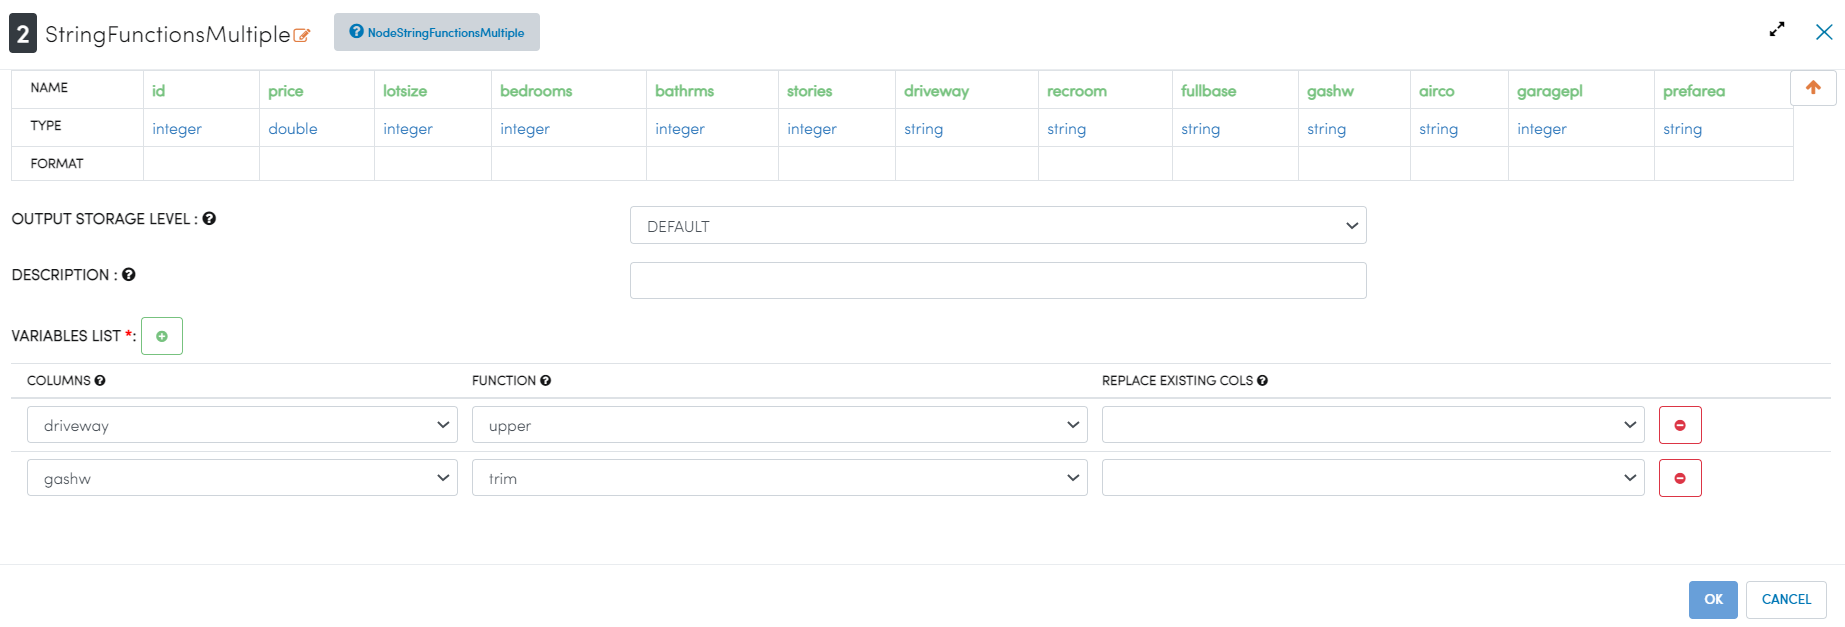 2 StringFunctionsMultiple NodeStringFunctionsMultiple
NAME id price lotsize bedrooms bathrms stories driveway recroom fullbase gashw airco garagepl prefarea
TYPE integer double integer integer integer integer string string string string string integer string
FORMAT
OUTPUT STORAGE LEVEL : DEFAULT
DESCRIPTION :
VARIABLES LIST *:
COLUMNS FUNCTION REPLACE EXISTING COLS
driveway upper
gashw trim
OK CANCEL